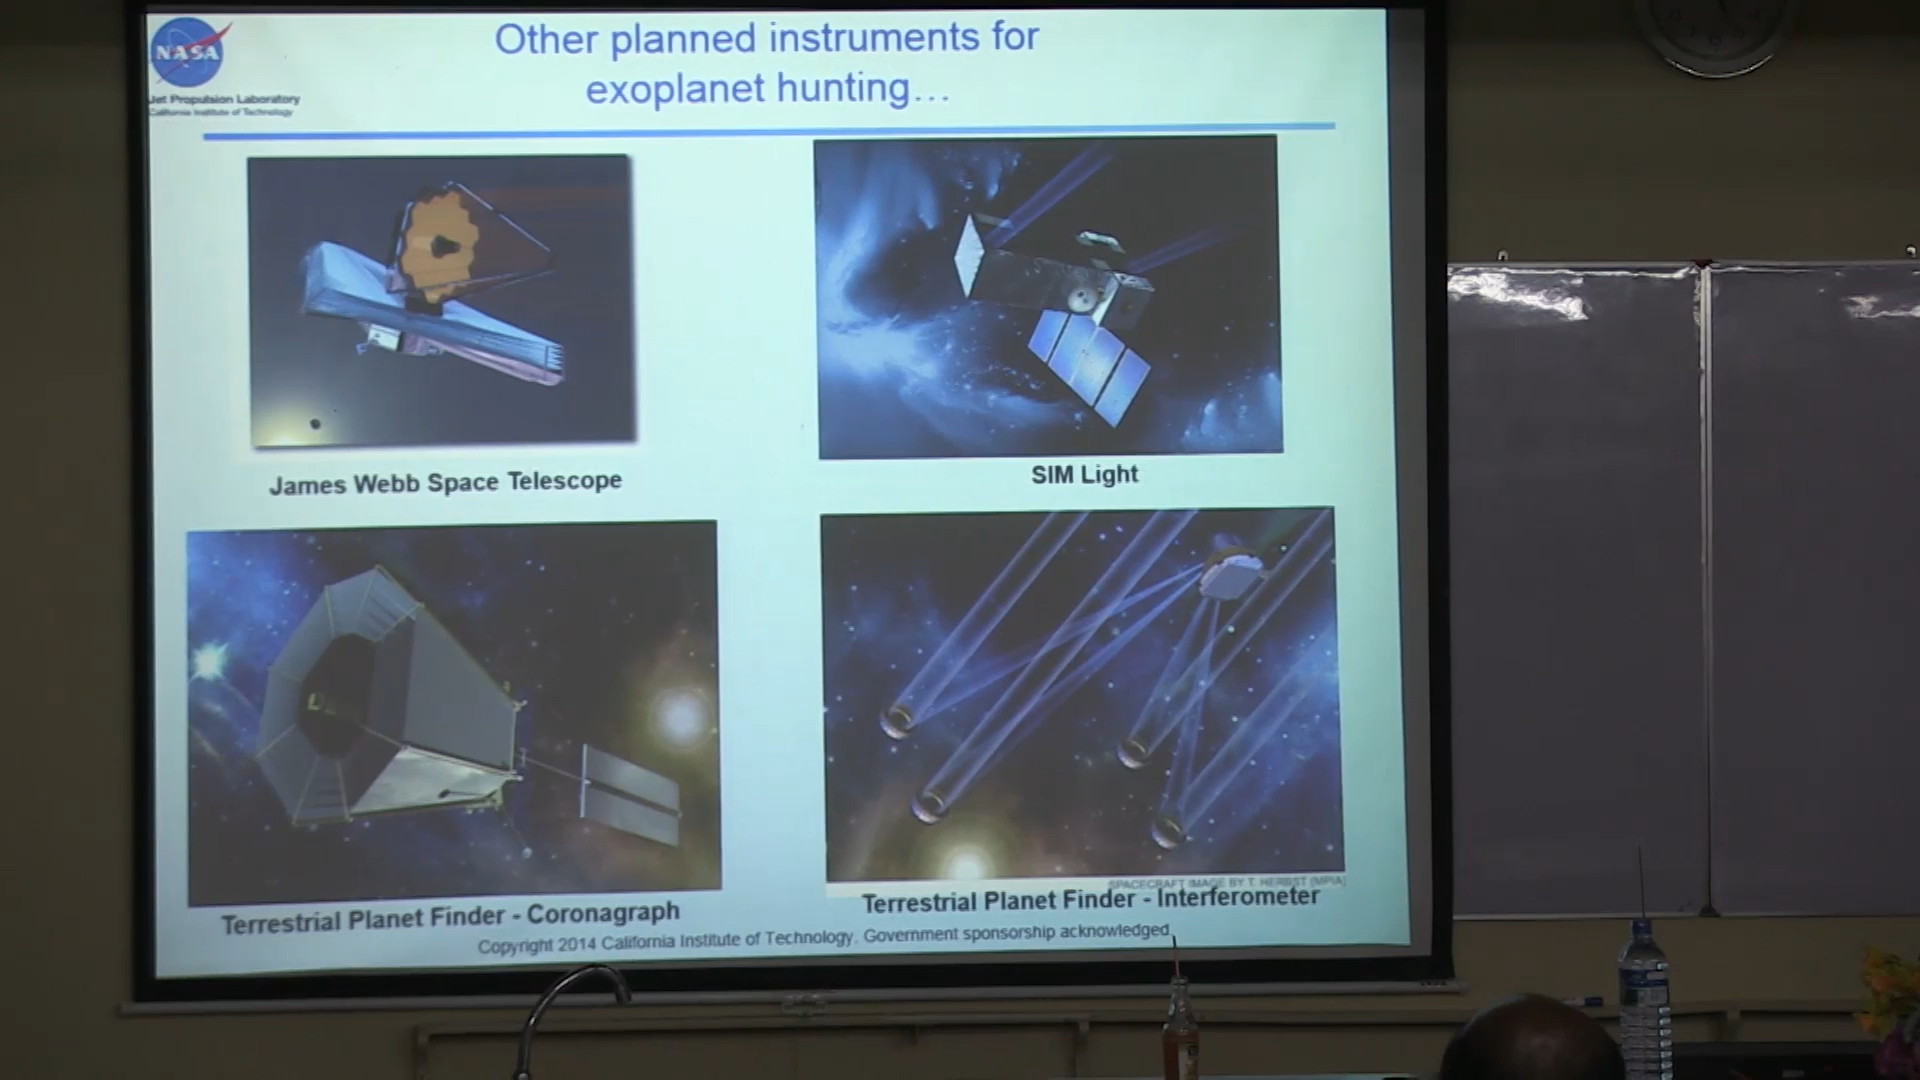 NASA
Jet Propulsion Laboratory
California Institute of Technology
Other planned instruments for
exoplanet hunting...
James Webb Space Telescope
SIM Light
SPACECRAFT IMAGE BY T. HERBST (MPIA)
Terrestrial Planet Finder - Coronagraph
Terrestrial Planet Finder - Interferometer
Copyright 2014 California Institute of Technology. Government sponsorship acknowledged.